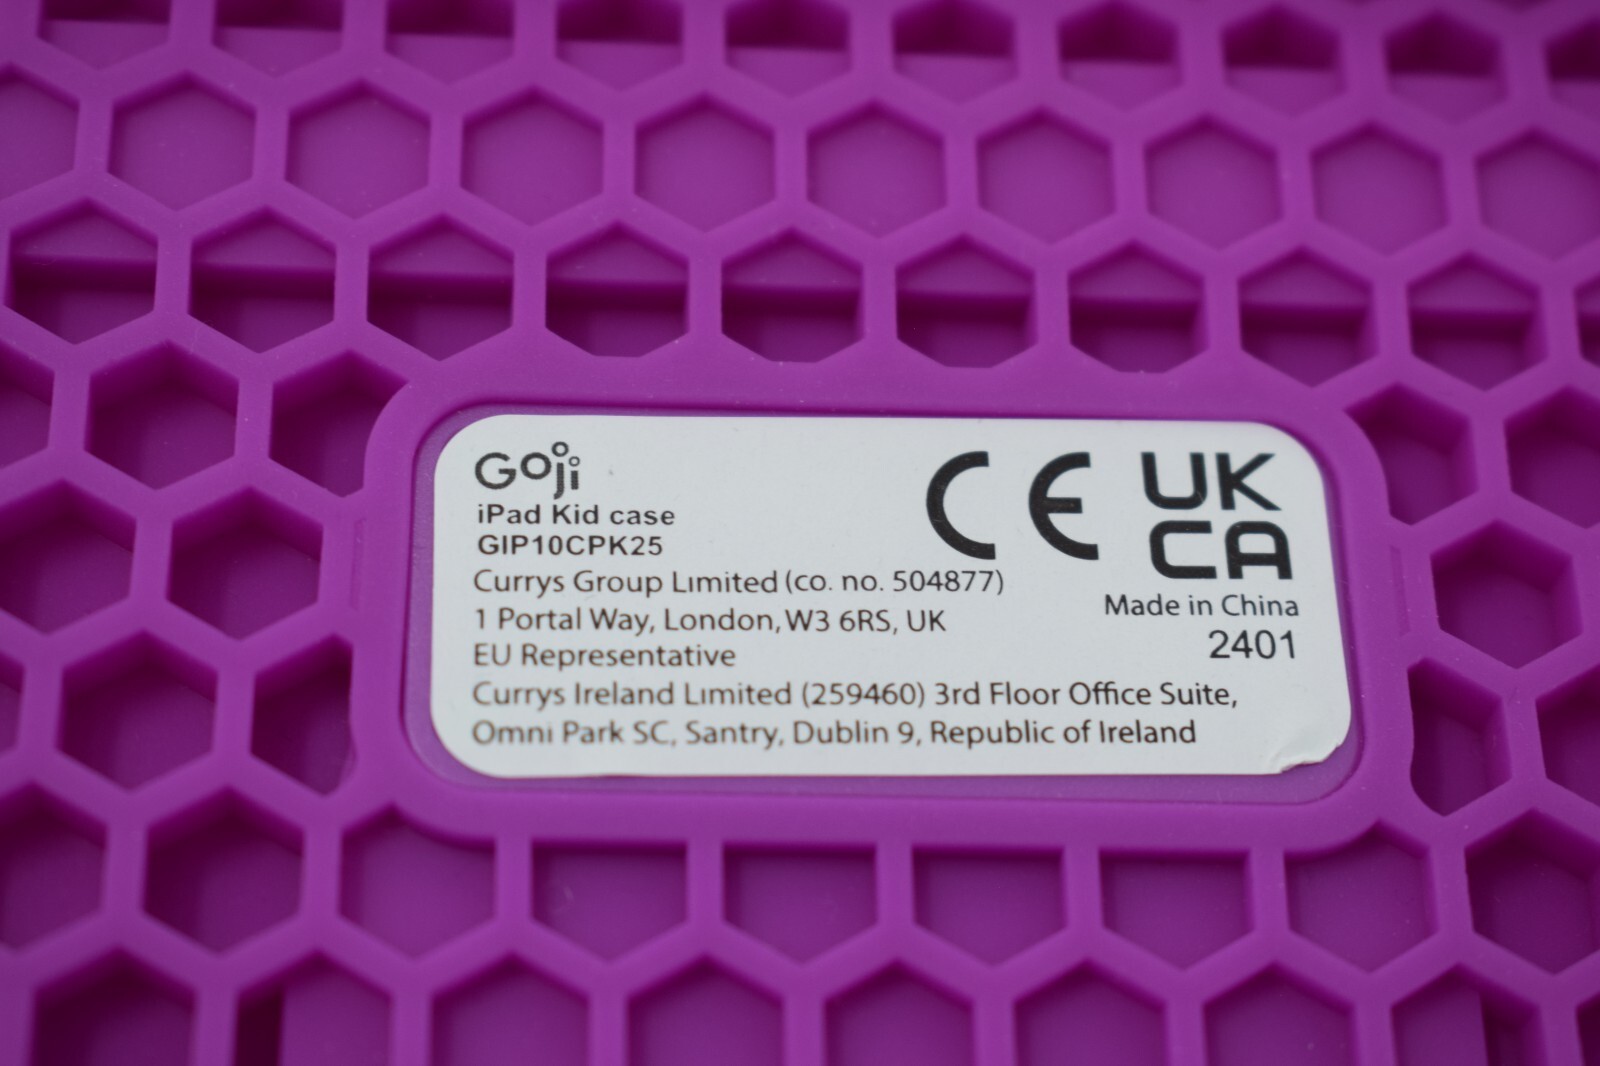 Goji
iPad Kid case
GIP10CPK25
Currys Group Limited (co. no. 504877)
1 Portal Way, London, W3 6RS, UK
EU Representative
Currys Ireland Limited (259460) 3rd Floor Office Suite,
Omni Park SC, Santry, Dublin 9, Republic of Ireland
CE
UK
CA
Made in China
2401